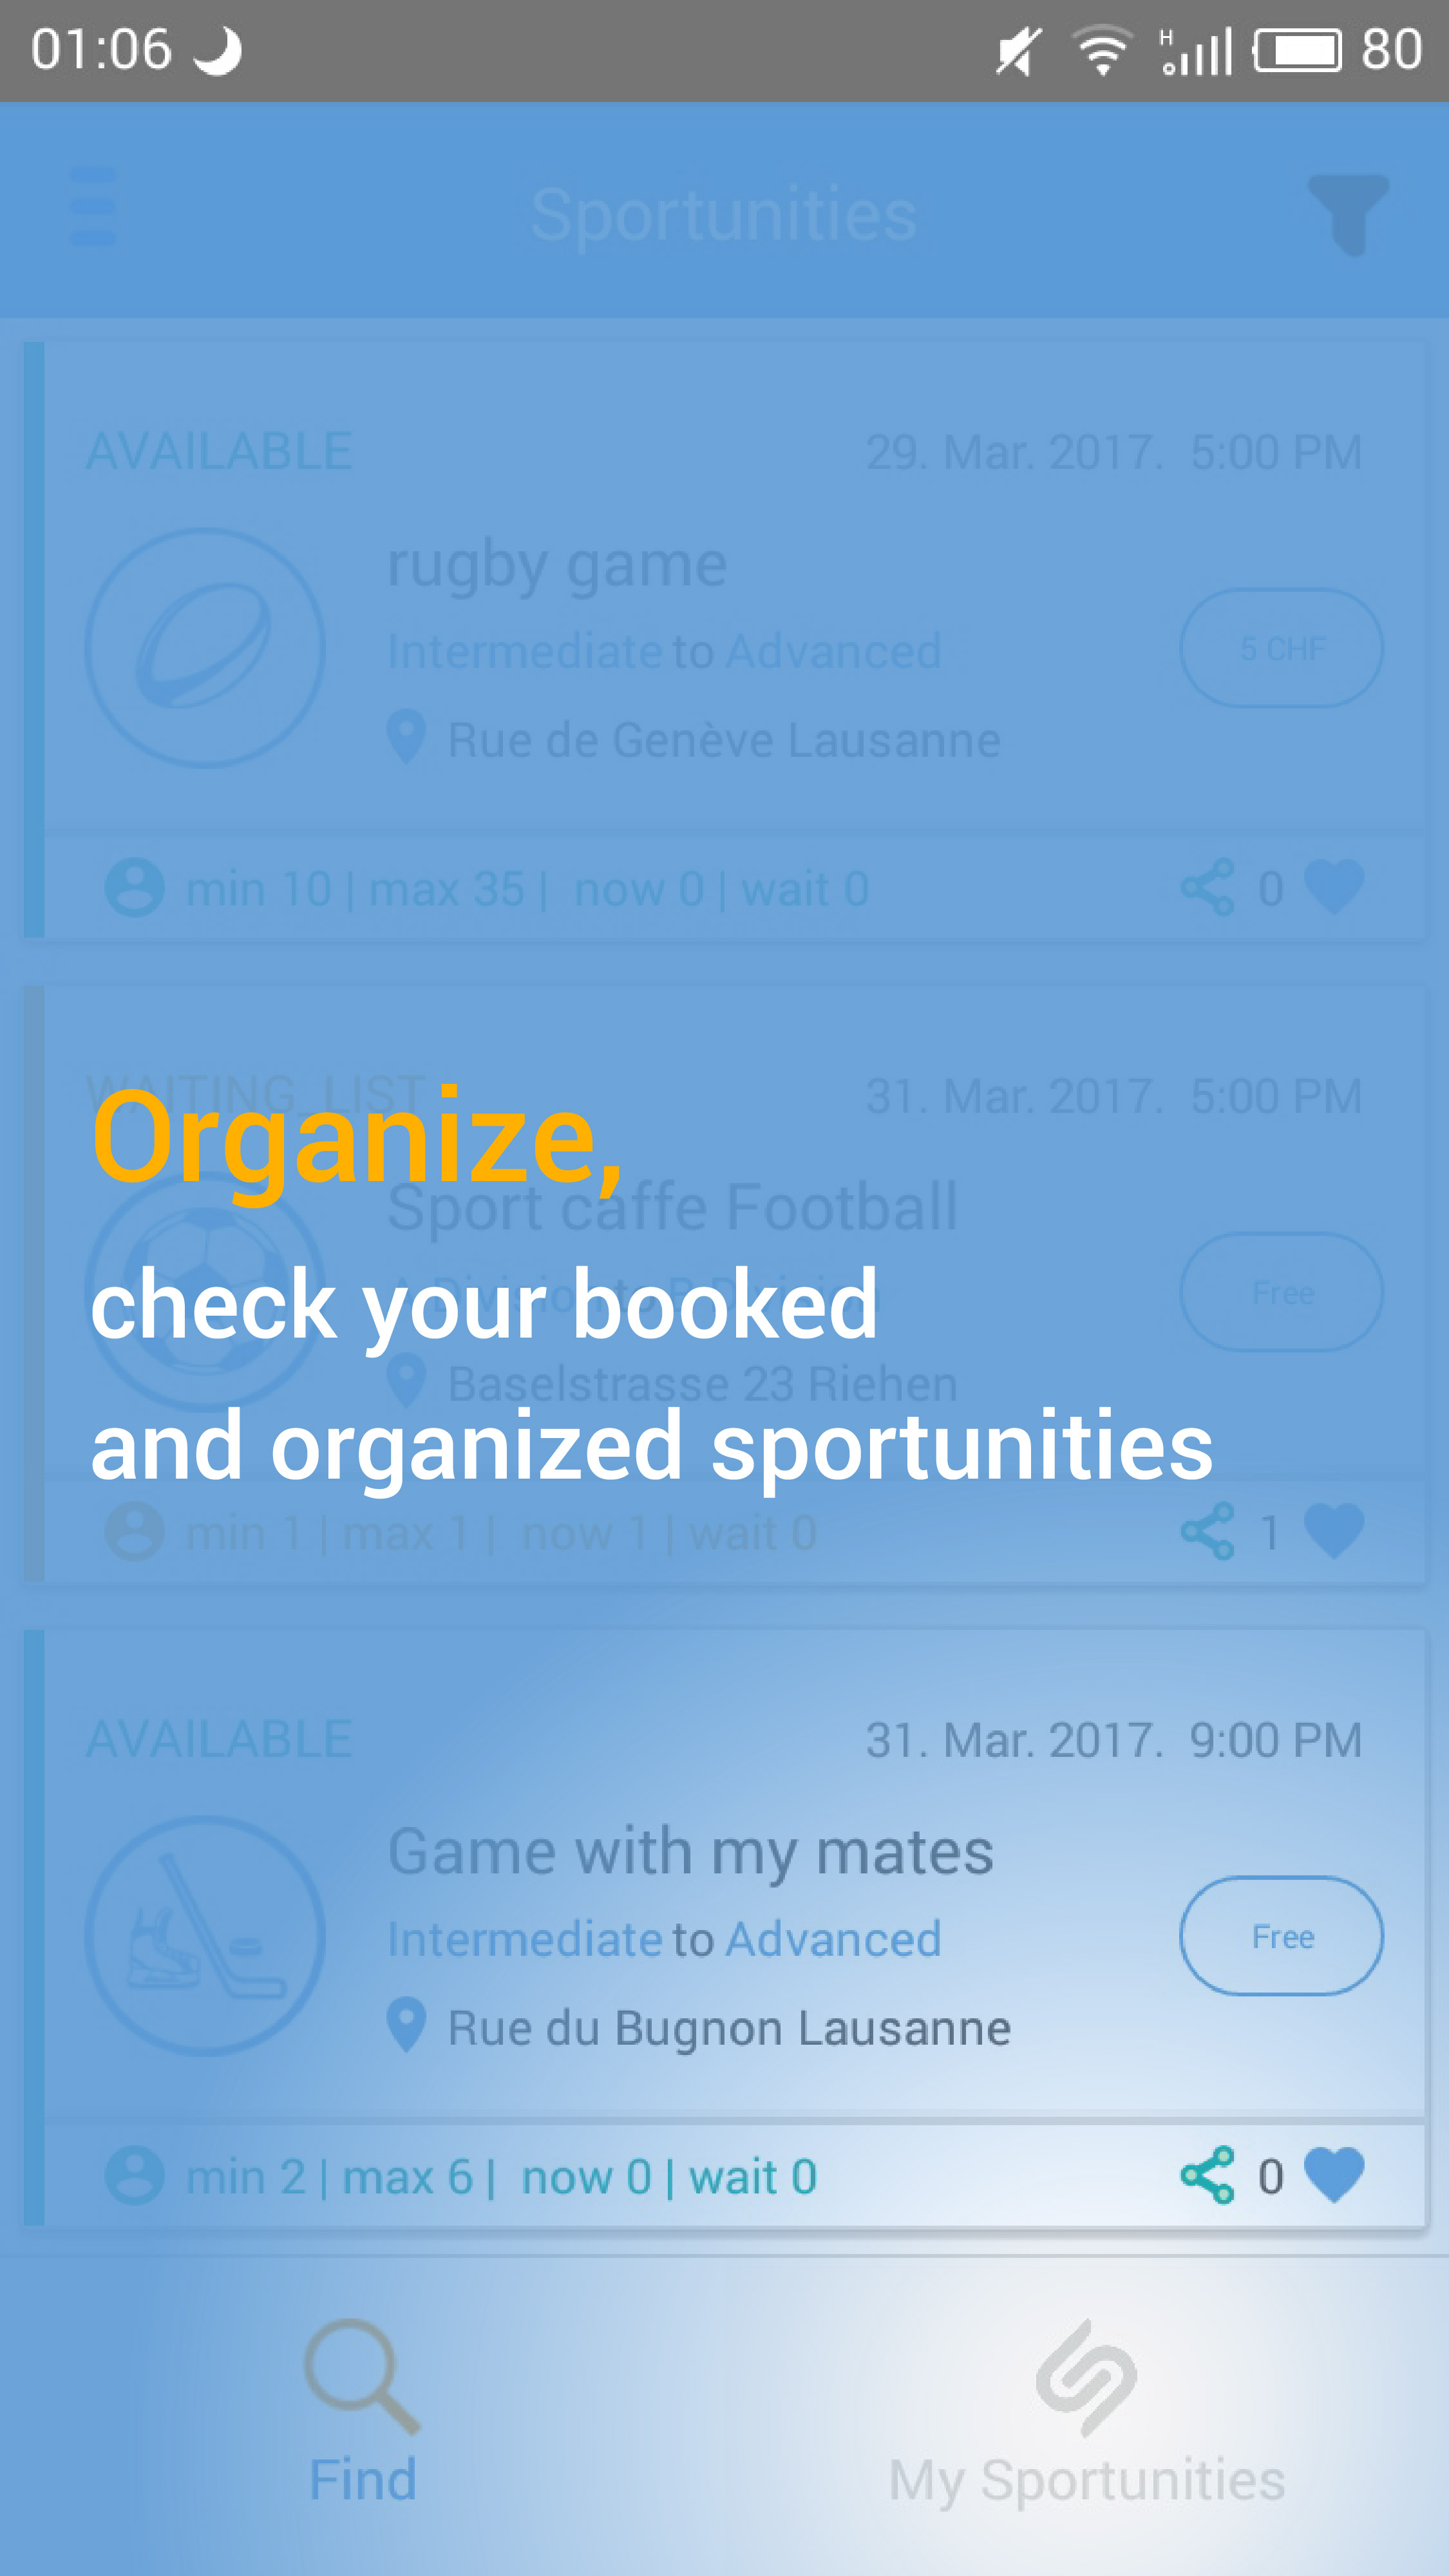 01:06
H
80
Sportunities
AVAILABLE
29. Mar. 2017. 5:00 PM
rugby game
Intermediate to Advanced
5 CHF
Rue de Genève Lausanne
min 10 | max 35 | now 0 | wait 0
0
WAITING_LIST
31. Mar. 2017. 5:00 PM
Organize,
Sport caffe Football
A Division to B Division
Free
check your booked
Baselstrasse 23 Riehen
and organized sportunities
min 1 | max 1 | now 1 | wait 0
1
AVAILABLE
31. Mar. 2017. 9:00 PM
Game with my mates
Intermediate to Advanced
Free
Rue du Bugnon Lausanne
min 2 | max 6 | now 0 | wait 0
0
Find
My Sportunities